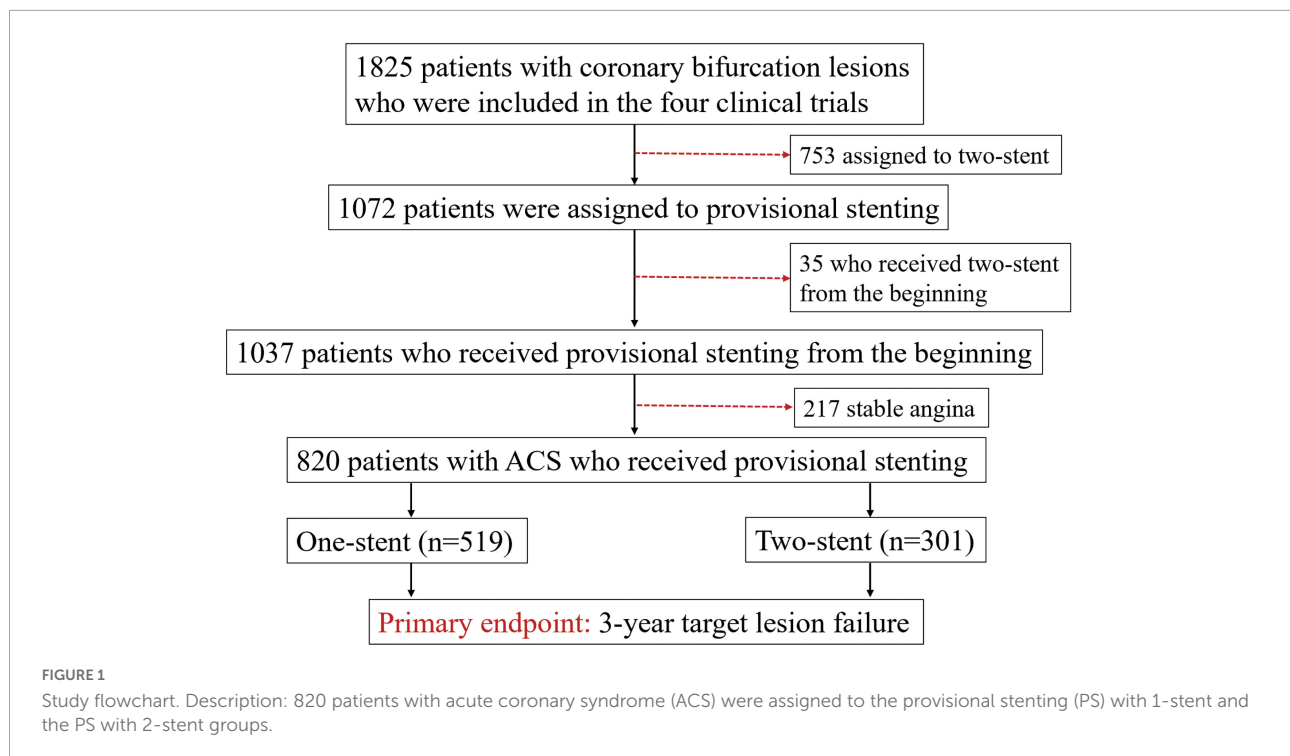 1825 patients with coronary bifurcation lesions
who were included in the four clinical trials
753 assigned to two-stent
1072 patients were assigned to provisional stenting
35 who received two-stent
from the beginning
1037 patients who received provisional stenting from the beginning
217 stable angina
820 patients with ACS who received provisional stenting
One-stent (n=519)
Two-stent (n=301)
Primary endpoint: 3-year target lesion failure
FIGURE 1
Study flowchart. Description: 820 patients with acute coronary syndrome (ACS) were assigned to the provisional stenting (PS) with 1-stent and
the PS with 2-stent groups.